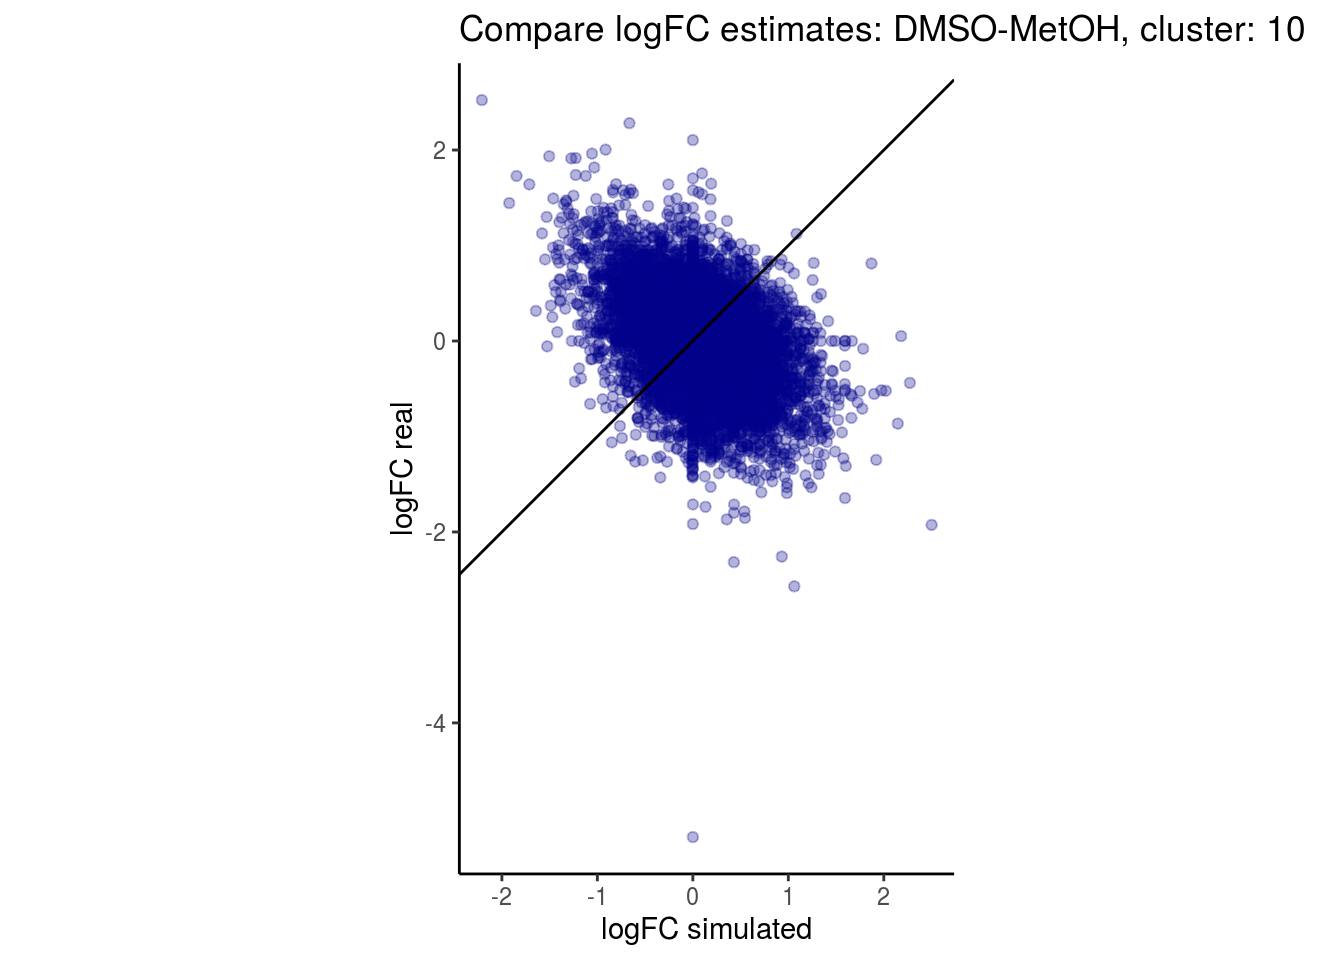 Compare logFC estimates: DMSO-MetOH, cluster: 10
logFC real
2
0
-2
-4
-2 -1 0 1 2
logFC simulated